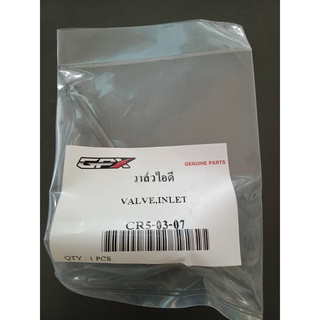 GPX
GENUINE PARTS
วาล์วไอดี
VALVE,INLET
CR5-03-07
QTY : 1 PCS